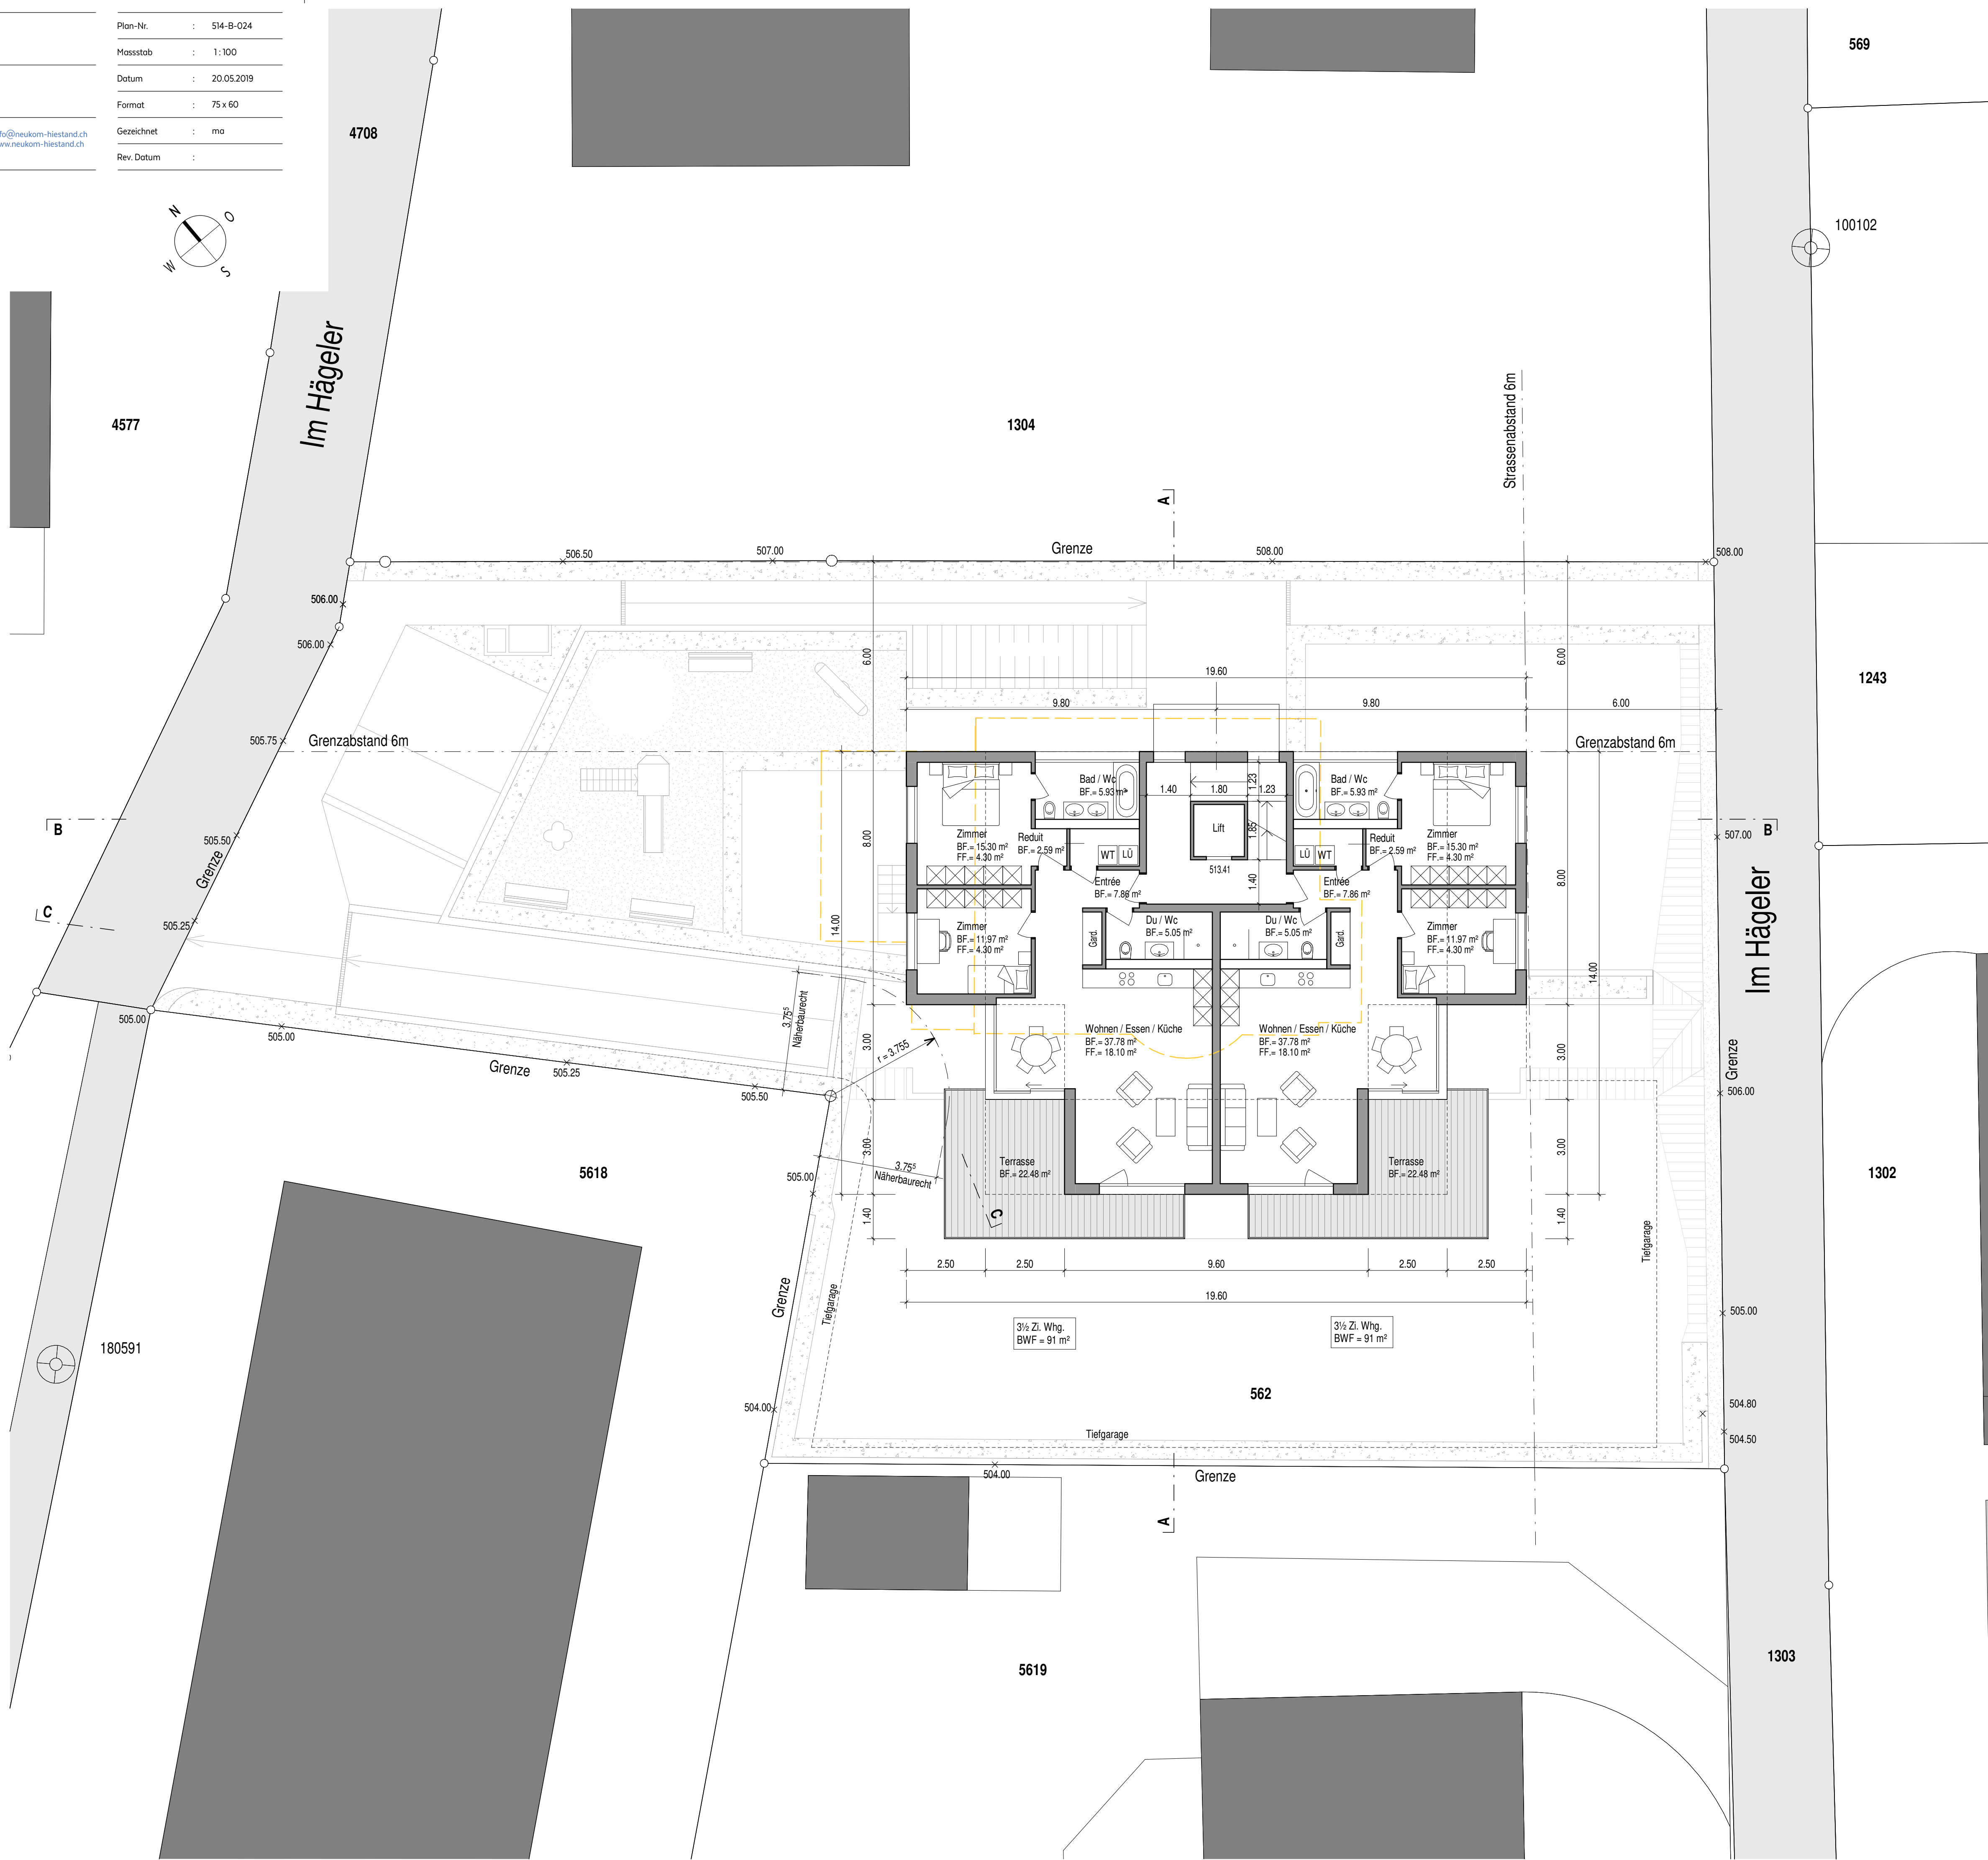 Plan-Nr. : 514-B-024
Massstab : 1:100
Datum : 20.05.2019
Format : 75 x 60
fo@neukom-hiestand.ch
Gezeichnet : ma
ww.neukom-hiestand.ch
Rev. Datum :
N
O
W
S
569
4708
100102
Im Hägeler
4577
1304
Strassenabstand 6m
A
506.50
507.00
Grenze
508.00
508.00
506.00
506.00
6.00
6.00
19.60
1243
9.80
9.80
6.00
505.75
Grenzabstand 6m
Grenzabstand 6m
Bad / Wc
BF.= 5.93 m²
1.40
1.80
1.23
1.23
Bad / Wc
BF.= 5.93 m²
B
505.50
Grenze
8.00
Zimmer
BF.= 15.30 m²
FF.= 4.30 m²
Reduit
BF.= 2.59 m²
WT
LÜ
Lift
1.85
513.41
LÜ
WT
Reduit
BF.= 2.59 m²
Zimmer
BF.= 15.30 m²
FF.= 4.30 m²
507.00
B
8.00
Entrée
BF.= 7.86 m²
1.40
Entrée
BF.= 7.86 m²
C
505.25
14.00
Zimmer
BF.= 11.97 m²
FF.= 4.30 m²
Gard.
Du / Wc
BF.= 5.05 m²
Du / Wc
BF.= 5.05 m²
Gard.
Zimmer
BF.= 11.97 m²
FF.= 4.30 m²
14.00
Im Hägeler
505.00
505.00
3.75⁵
Näherbaurecht
3.00
r = 3.755
Wohnen / Essen / Küche
BF.= 37.78 m²
FF.= 18.10 m²
Wohnen / Essen / Küche
BF.= 37.78 m²
FF.= 18.10 m²
3.00
Grenze
Grenze
505.25
505.50
506.00
5618
505.00
3.00
3.75⁵
Näherbaurecht
Terrasse
BF.= 22.48 m²
Terrasse
BF.= 22.48 m²
3.00
1302
1.40
C
1.40
Tiefgarage
2.50
2.50
9.60
2.50
2.50
Grenze
Tiefgarage
19.60
505.00
3½ Zi. Whg.
BWF = 91 m²
3½ Zi. Whg.
BWF = 91 m²
180591
562
504.00
504.80
Tiefgarage
504.50
504.00
Grenze
A
5619
1303